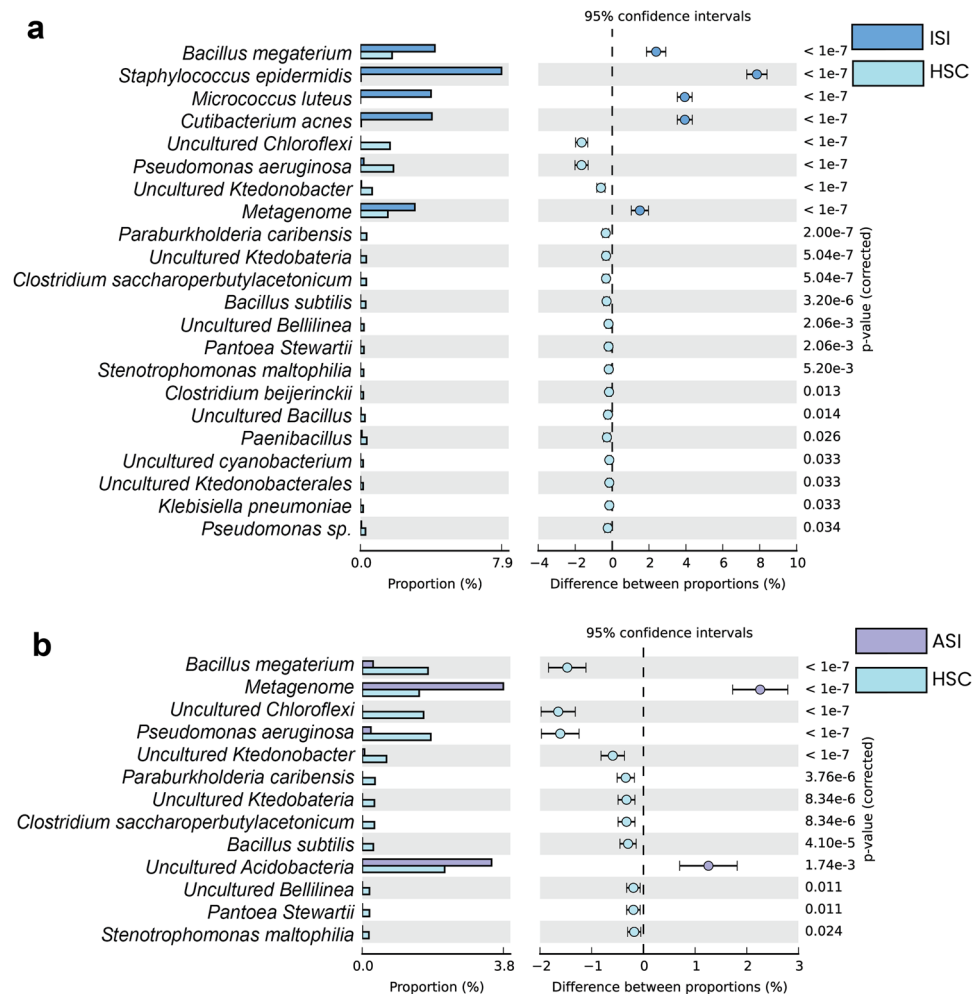 a
95% confidence intervals
ISI
HSC
Bacillus megaterium < 1e-7
Staphylococcus epidermidis < 1e-7
Micrococcus luteus < 1e-7
Cutibacterium acnes < 1e-7
Uncultured Chloroflexi < 1e-7
Pseudomonas aeruginosa < 1e-7
Uncultured Ktedonobacter < 1e-7
Metagenome < 1e-7
Paraburkholderia caribensis 2.00e-7
Uncultured Ktedobateria 5.04e-7
Clostridium saccharoperbutylacetonicum 5.04e-7
Bacillus subtilis 3.20e-6
Uncultured Bellilinea 2.06e-3
Pantoea Stewartii 2.06e-3
Stenotrophomonas maltophilia 5.20e-3
Clostridium beijerinckii 0.013
Uncultured Bacillus 0.014
Paenibacillus 0.026
Uncultured cyanobacterium 0.033
Uncultured Ktedonobacterales 0.033
Klebisiella pneumoniae 0.033
Pseudomonas sp. 0.034
p-value (corrected)
0.0 7.9 −4 −2 0 2 4 6 8 10
Proportion (%) Difference between proportions (%)
b
95% confidence intervals
ASI
HSC
Bacillus megaterium < 1e-7
Metagenome < 1e-7
Uncultured Chloroflexi < 1e-7
Pseudomonas aeruginosa < 1e-7
Uncultured Ktedonobacter < 1e-7
Paraburkholderia caribensis 3.76e-6
Uncultured Ktedobateria 8.34e-6
Clostridium saccharoperbutylacetonicum 8.34e-6
Bacillus subtilis 4.10e-5
Uncultured Acidobacteria 1.74e-3
Uncultured Bellilinea 0.011
Pantoea Stewartii 0.011
Stenotrophomonas maltophilia 0.024
p-value (corrected)
0.0 3.8 −2 −1 0 1 2 3
Proportion (%) Difference between proportions (%)